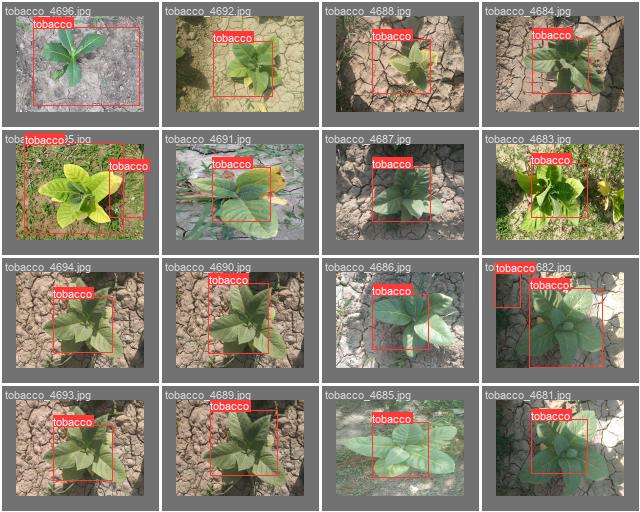 tobacco_4696.jpg
tobacco
tobacco_4692.jpg
tobacco
tobacco_4688.jpg
tobacco
tobacco_4684.jpg
tobacco
tobacco
tobacco
tobacco_4691.jpg
tobacco
tobacco_4687.jpg
tobacco
tobacco_4683.jpg
tobacco
tobacco_4694.jpg
tobacco
tobacco_4690.jpg
tobacco
tobacco_4686.jpg
tobacco
tobacco
tobacco
tobacco_4693.jpg
tobacco
tobacco_4689.jpg
tobacco
tobacco_4685.jpg
tobacco
tobacco_4681.jpg
tobacco